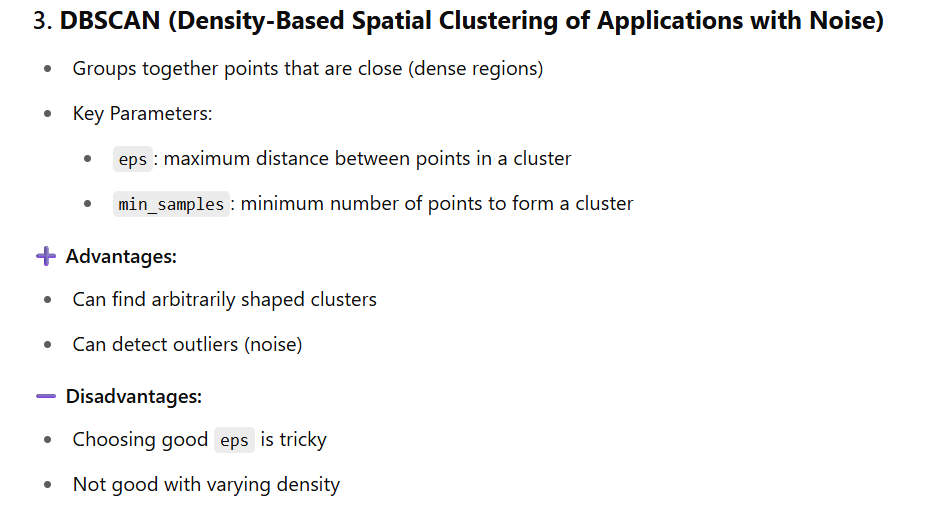 3. DBSCAN (Density-Based Spatial Clustering of Applications with Noise)
• Groups together points that are close (dense regions)
• Key Parameters:
• eps: maximum distance between points in a cluster
• min_samples: minimum number of points to form a cluster
➕ Advantages:
• Can find arbitrarily shaped clusters
• Can detect outliers (noise)
➖ Disadvantages:
• Choosing good eps is tricky
• Not good with varying density